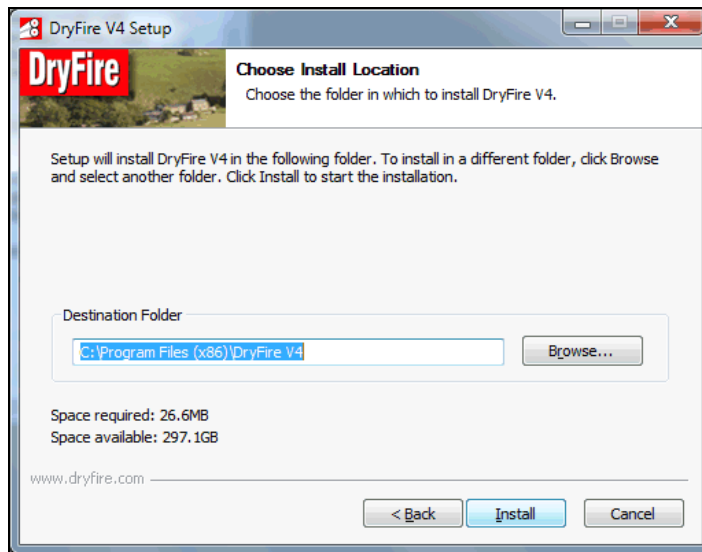 DryFire V4 Setup
DryFire
Choose Install Location
Choose the folder in which to install DryFire V4.
Setup will install DryFire V4 in the following folder. To install in a different folder, click Browse
and select another folder. Click Install to start the installation.
Destination Folder
C:\Program Files (x86)\DryFire V4
Browse...
Space required: 26.6MB
Space available: 297.1GB
www.dryfire.com
< Back
Install
Cancel